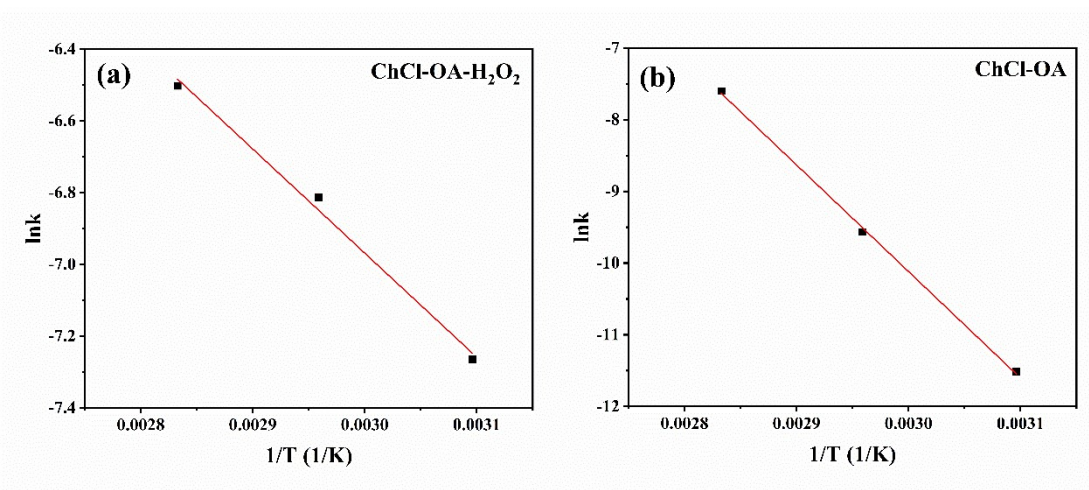 (a)
ChCl-OA-H₂O₂
-6.4
-6.6
-6.8
-7.0
-7.2
-7.4
lnk
0.0028
0.0029
0.0030
0.0031
1/T (1/K)
(b)
ChCl-OA
-7
-8
-9
-10
-11
-12
lnk
0.0028
0.0029
0.0030
0.0031
1/T (1/K)